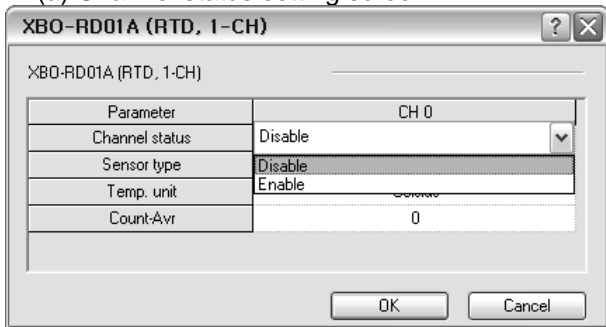 XBO-RD01A (RTD, 1-CH)
XBO-RD01A (RTD, 1-CH)
Parameter CH 0
Channel status Disable
Sensor type Disable
Temp. unit Enable
Count-Avr 0
OK Cancel